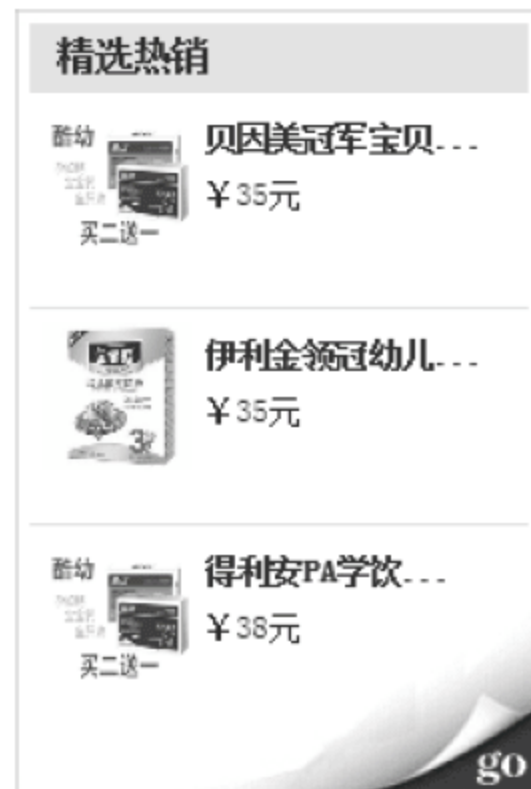 精选热销
酷幼
买二送一
贝因美冠军宝贝...
￥35元
伊利金领冠幼儿...
￥35元
酷幼
买二送一
得利安PA学饮...
￥38元
go